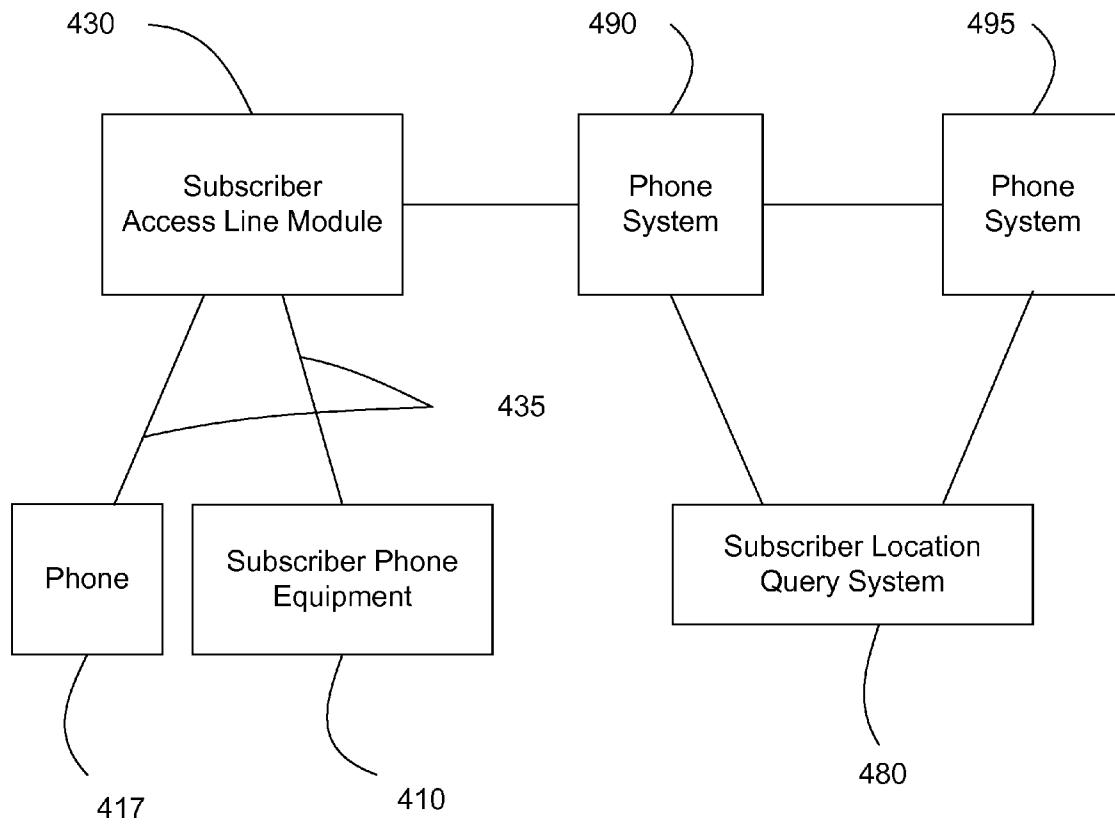 430
490
495
Subscriber
Access Line Module
Phone
System
Phone
System
435
Phone
Subscriber Phone
Equipment
Subscriber Location
Query System
417
410
480